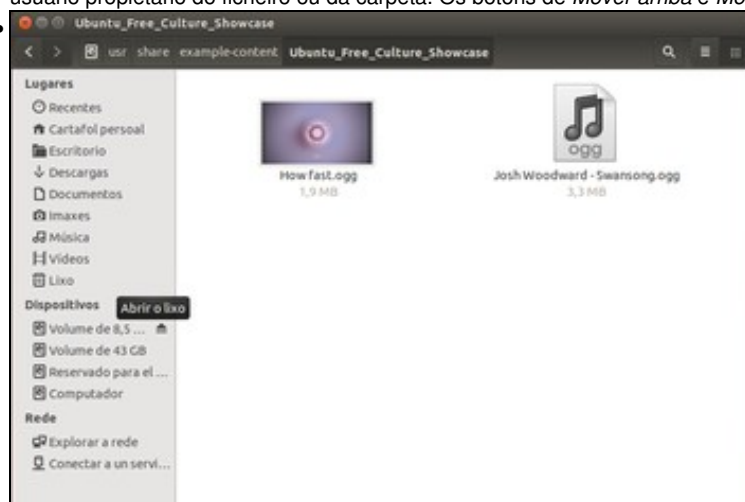 usuario propietario do ficheiro ou da carpeta. Os botóns de Mover arriba e
Ubuntu_Free_Culture_Showcase
usr share example-content Ubuntu_Free_Culture_Showcase
Lugares
Recentes
Cartafol persoal
Escritorio
Descargas
Documentos
Imaxes
Música
Vídeos
Lixo
Dispositivos
Abrir o lixo
Volume de 8,5 ...
Volume de 43 GB
Reservado para el ...
Computador
Rede
Explorar a rede
Conectar a un servi...
How fast.ogg
1,9 MB
ogg
Josh Woodward - Swansong.ogg
3,3 MB